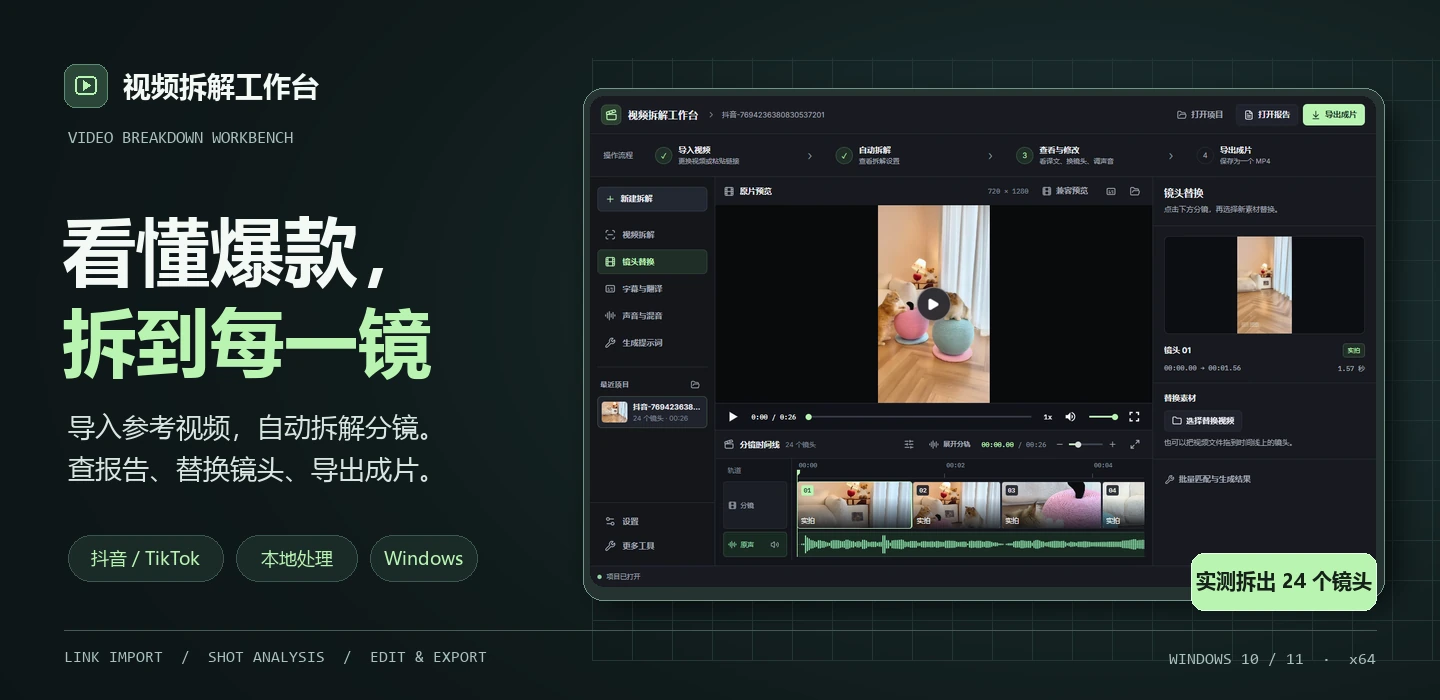 视频拆解工作台
VIDEO BREAKDOWN WORKBENCH
看懂爆款，
拆到每一镜
导入参考视频，自动拆解分镜。
查报告、替换镜头、导出成片。
抖音 / TikTok
本地处理
Windows
视频拆解工作台 › 抖音-7694236380830537201
打开项目
打开报告
导出成片
操作流程
导入视频
更换视频或粘贴链接
自动拆解
查看拆解设置
3 查看与修改
看译文、换镜头、调声音
4 导出成片
保存为一个 MP4
+ 新建拆解
视频拆解
镜头替换
字幕与翻译
声音与混音
生成提示词
最近项目
抖音-769423638...
24 个镜头 · 00:26
设置
更多工具
项目已打开
原片预览
720 × 1280
兼容预览
0:00 / 0:26
1x
分镜时间线 24 个镜头
展开分轨
00:00.00 / 00:26
轨道
00:00
00:02
00:04
分镜
01
实拍
02
实拍
03
实拍
04
实拍
原声
镜头替换
点击下方分镜，再选择新素材替换。
镜头 01
实拍
00:00.00 → 00:01.56
1.57 秒
替换素材
选择替换视频
也可以把视频文件拖到时间线上的镜头。
批量匹配与生成结果
实测拆出 24 个镜头
LINK IMPORT / SHOT ANALYSIS / EDIT & EXPORT
WINDOWS 10 / 11 · x64